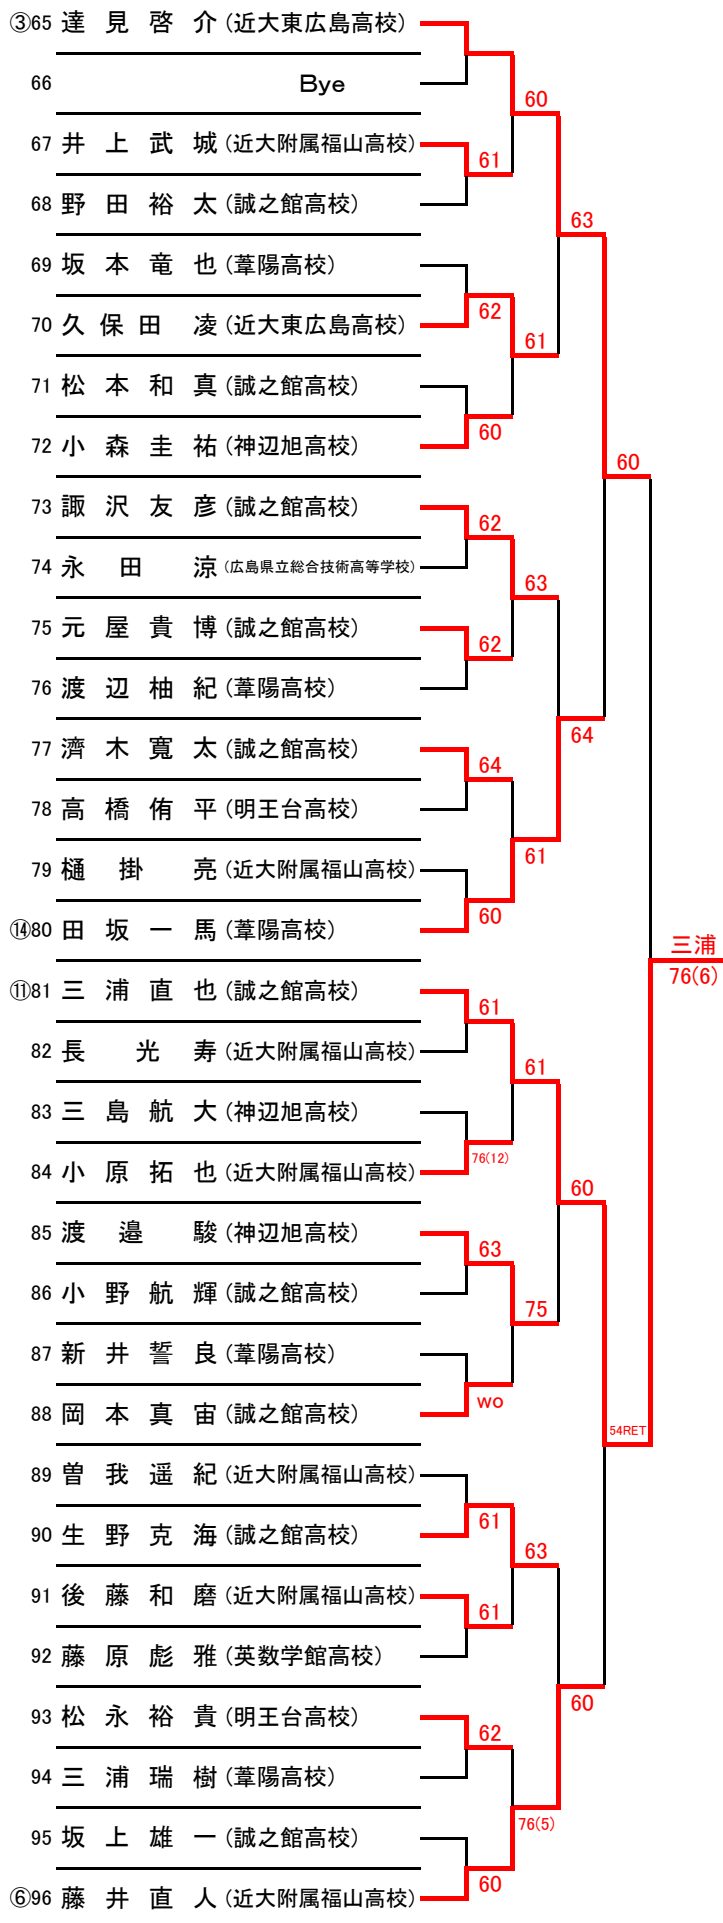 ③65 達見啓介 (近大東広島高校)
66 Bye
60
67 井上武城 (近大附属福山高校)
61
68 野田裕太 (誠之館高校)
63
69 坂本竜也 (葦陽高校)
62
70 久保田凌 (近大東広島高校)
61
71 松本和真 (誠之館高校)
60
72 小森圭祐 (神辺旭高校)
60
73 諏沢友彦 (誠之館高校)
62
74 永田涼 (広島県立総合技術高等学校)
63
75 元屋貴博 (誠之館高校)
62
76 渡辺柚紀 (葦陽高校)
64
77 濟木寛太 (誠之館高校)
64
78 高橋侑平 (明王台高校)
61
79 樋掛亮 (近大附属福山高校)
60
⑭80 田坂一馬 (葦陽高校)
三浦
76(6)
⑪81 三浦直也 (誠之館高校)
61
82 長光寿 (近大附属福山高校)
61
83 三島航大 (神辺旭高校)
76(12)
84 小原拓也 (近大附属福山高校)
60
85 渡邉駿 (神辺旭高校)
63
86 小野航輝 (誠之館高校)
75
87 新井誓良 (葦陽高校)
wo
88 岡本真宙 (誠之館高校)
54RET
89 曽我遥紀 (近大附属福山高校)
61
90 生野克海 (誠之館高校)
63
91 後藤和磨 (近大附属福山高校)
61
92 藤原彪雅 (英数学館高校)
60
93 松永裕貴 (明王台高校)
62
94 三浦瑞樹 (葦陽高校)
76(5)
95 坂上雄一 (誠之館高校)
60
⑥96 藤井直人 (近大附属福山高校)